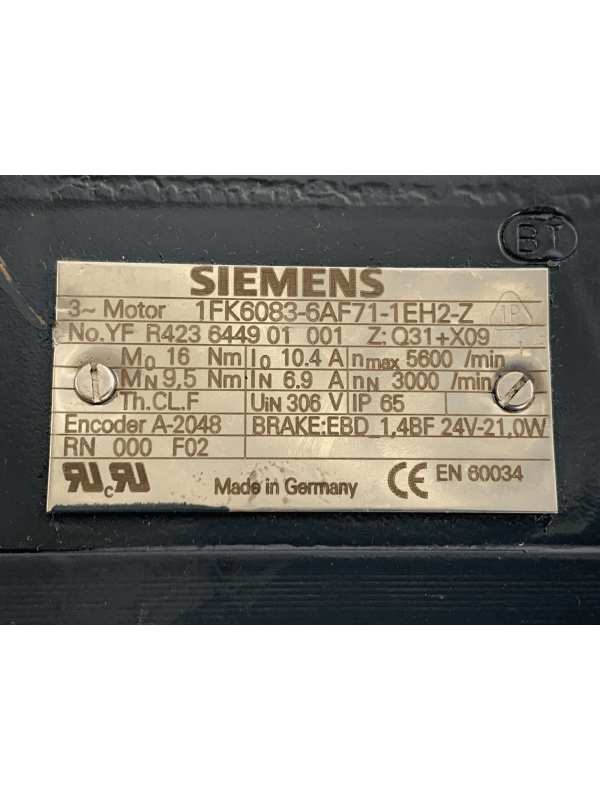 BT
SIEMENS
3~ Motor 1FK6083-6AF71-1EH2-Z
No.YF R423 6449 01 001 Z: Q31+X09
M0 16 Nm I0 10.4 A nmax 5600 /min
MN 9,5 Nm IN 6.9 A nN 3000 /min
Th.CL.F UiN 306 V IP 65
Encoder A-2048 BRAKE:EBD_1,4BF 24V-21,0W
RN 000 F02
Made in Germany CE EN 60034